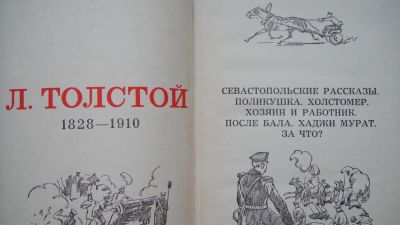 Л. ТОЛСТОЙ
1828—1910
СЕВАСТОПОЛЬСКИЕ РАССКАЗЫ.
ПОЛИКУШКА. ХОЛСТОМЕР.
ХОЗЯИН И РАБОТНИК.
ПОСЛЕ БАЛА. ХАДЖИ МУРАТ.
ЗА ЧТО?